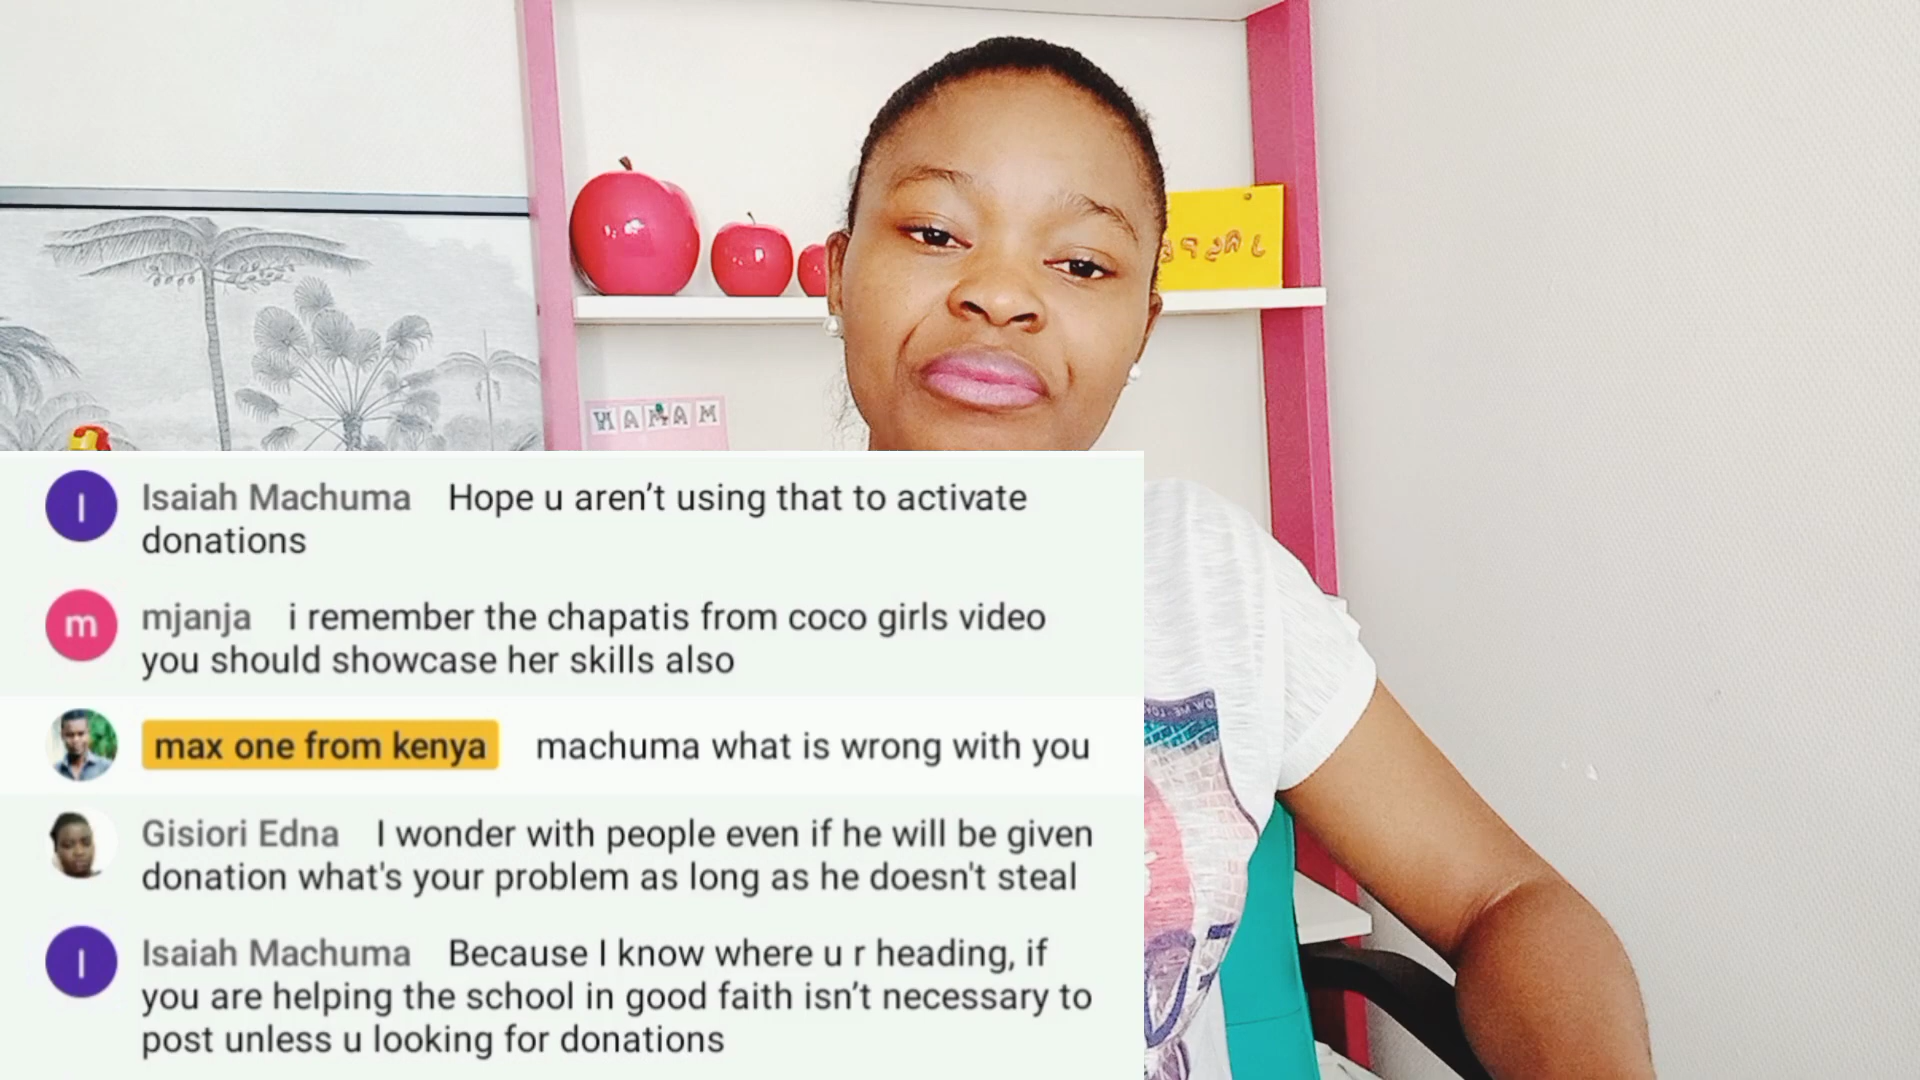 MAMAH
Isaiah Machuma Hope u aren’t using that to activate
donations
mjanja i remember the chapatis from coco girls video
you should showcase her skills also
max one from kenya machuma what is wrong with you
Gisiori Edna I wonder with people even if he will be given
donation what's your problem as long as he doesn't steal
Isaiah Machuma Because I know where u r heading, if
you are helping the school in good faith isn’t necessary to
post unless u looking for donations